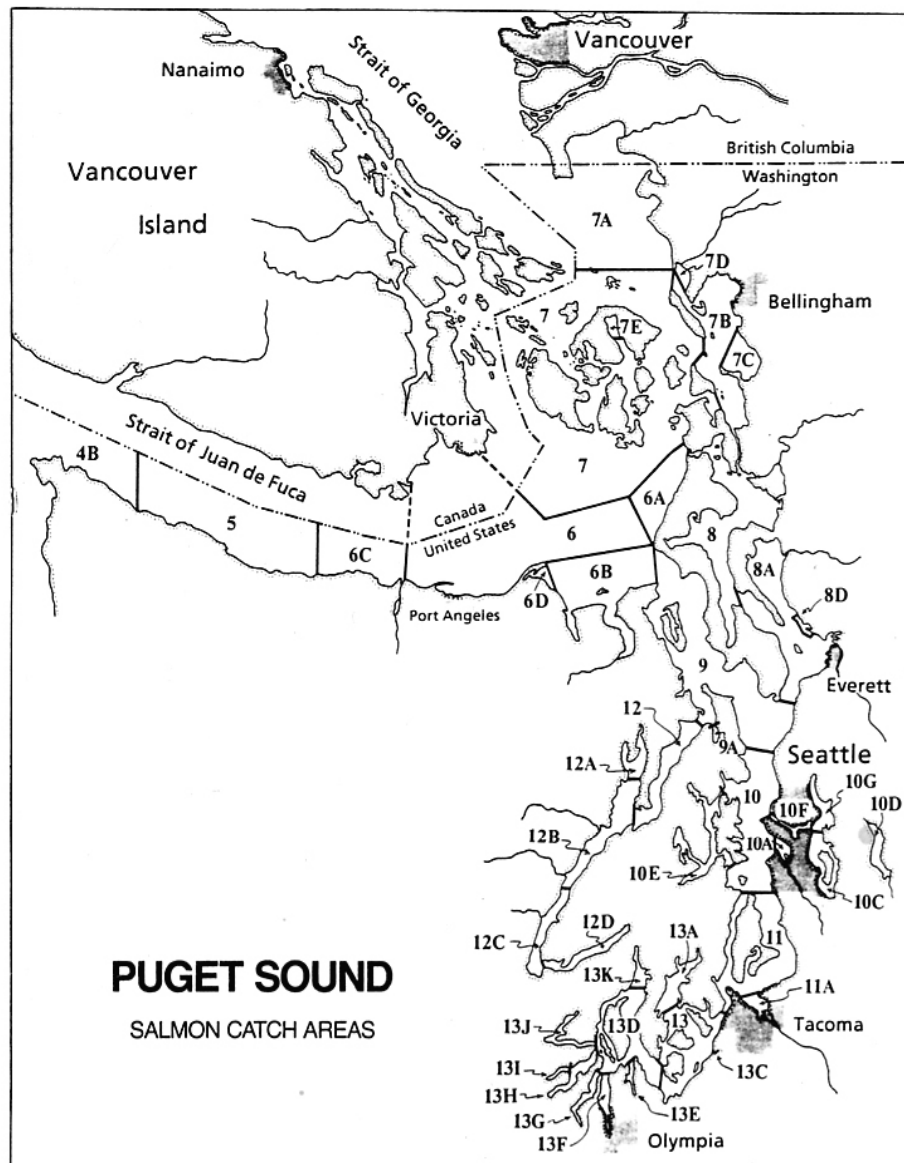 Vancouver
Nanaimo
Strait of Georgia
British Columbia
Washington
Vancouver
Island
7A
7D
Bellingham
7
7E
7B
7C
Victoria
Strait of Juan de Fuca
4B
7
5
6A
Canada
United States
6
8
6C
6B
8A
6D
8D
Port Angeles
9
Everett
12
9A
Seattle
12A
10
10G
10F
10D
12B
10A
10E
10C
12C
12D
13A
11
PUGET SOUND
SALMON CATCH AREAS
13K
11A
13J
13D
13
Tacoma
13I
13C
13H
13G
13E
13F
Olympia